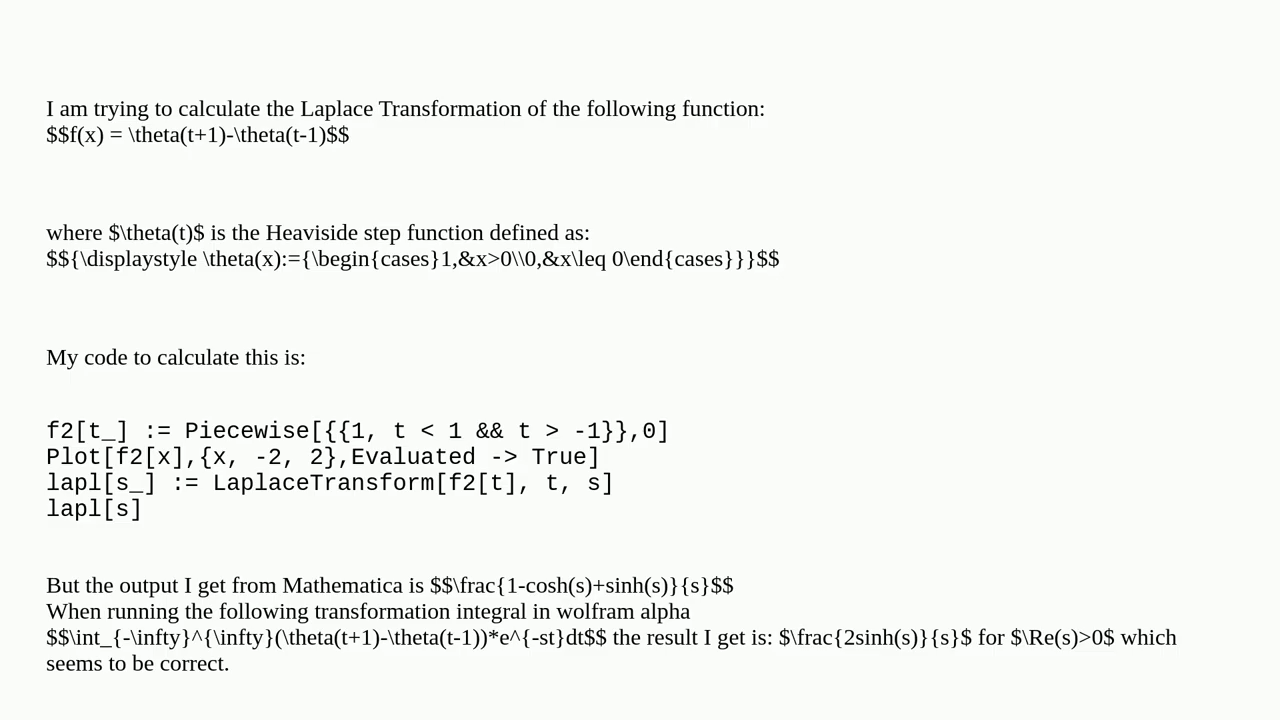 I am trying to calculate the Laplace Transformation of the following function:
$$f(x) = \theta(t+1)-\theta(t-1)$$
where $\theta(t)$ is the Heaviside step function defined as:
$${\displaystyle \theta(x):={\begin{cases}1,&x>0\\0,&x\leq 0\end{cases}}}$$
My code to calculate this is:
f2[t_] := Piecewise[{{1, t < 1 && t > -1}},0]
Plot[f2[x],{x, -2, 2},Evaluated -> True]
lapl[s_] := LaplaceTransform[f2[t], t, s]
lapl[s]
But the output I get from Mathematica is $$\frac{1-cosh(s)+sinh(s)}{s}$$
When running the following transformation integral in wolfram alpha
$$\int_{-\infty}^{\infty}(\theta(t+1)-\theta(t-1))*e^{-st}dt$$ the result I get is: $\frac{2sinh(s)}{s}$ for $\Re(s)>0$ which
seems to be correct.